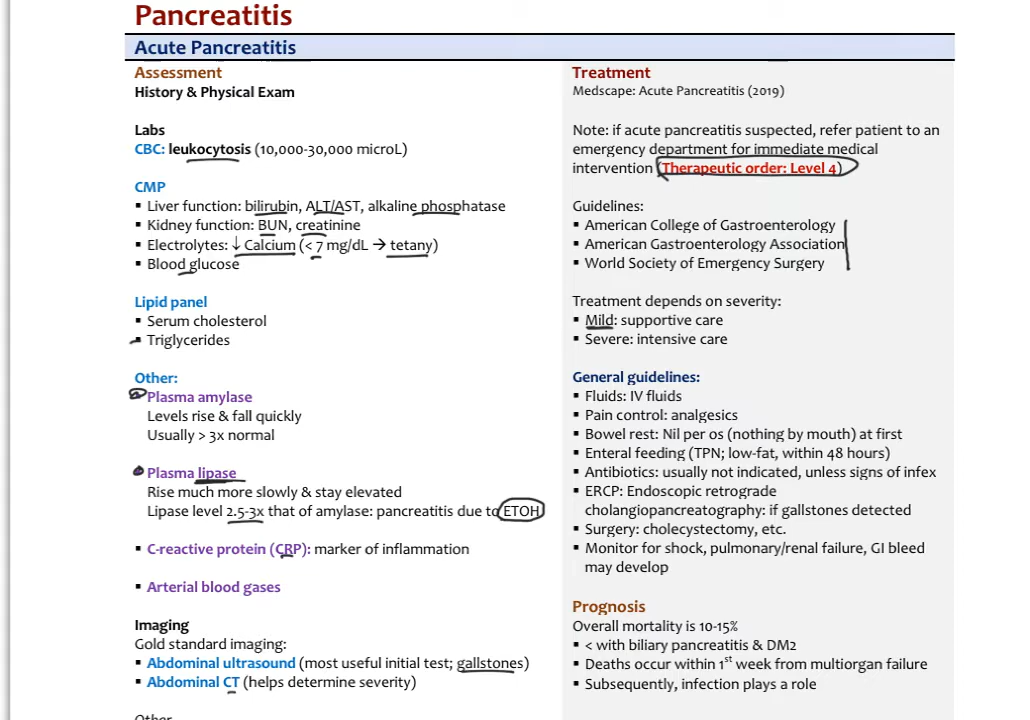 Pancreatitis
Acute Pancreatitis
Assessment
History & Physical Exam
Labs
CBC: leukocytosis (10,000-30,000 microL)
CMP
▪ Liver function: bilirubin, ALT/AST, alkaline phosphatase
▪ Kidney function: BUN, creatinine
▪ Electrolytes: ↓ Calcium (< 7 mg/dL → tetany)
▪ Blood glucose
Lipid panel
▪ Serum cholesterol
▪ Triglycerides
Other:
Plasma amylase
Levels rise & fall quickly
Usually > 3x normal
Plasma lipase
Rise much more slowly & stay elevated
Lipase level 2.5-3x that of amylase: pancreatitis due to ETOH
▪ C-reactive protein (CRP): marker of inflammation
▪ Arterial blood gases
Imaging
Gold standard imaging:
▪ Abdominal ultrasound (most useful initial test; gallstones)
▪ Abdominal CT (helps determine severity)
Other
Treatment
Medscape: Acute Pancreatitis (2019)
Note: if acute pancreatitis suspected, refer patient to an
emergency department for immediate medical
intervention (Therapeutic order: Level 4)
Guidelines:
▪ American College of Gastroenterology
▪ American Gastroenterology Association
▪ World Society of Emergency Surgery
Treatment depends on severity:
▪ Mild: supportive care
▪ Severe: intensive care
General guidelines:
▪ Fluids: IV fluids
▪ Pain control: analgesics
▪ Bowel rest: Nil per os (nothing by mouth) at first
▪ Enteral feeding (TPN; low-fat, within 48 hours)
▪ Antibiotics: usually not indicated, unless signs of infex
▪ ERCP: Endoscopic retrograde
cholangiopancreatography: if gallstones detected
▪ Surgery: cholecystectomy, etc.
▪ Monitor for shock, pulmonary/renal failure, GI bleed
may develop
Prognosis
Overall mortality is 10-15%
▪ < with biliary pancreatitis & DM2
▪ Deaths occur within 1st week from multiorgan failure
▪ Subsequently, infection plays a role